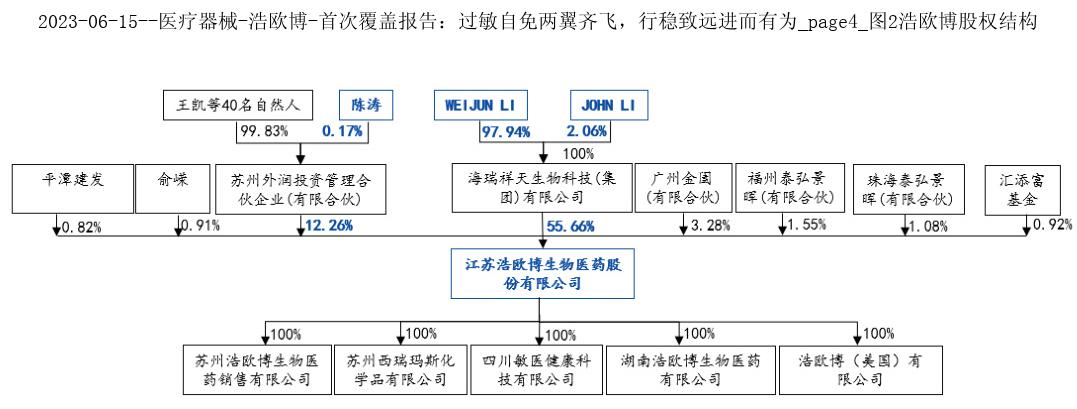 2023-06-15--医疗器械-浩欧博-首次覆盖报告：过敏自免两翼齐飞，行稳致远进而有为_page4_图2浩欧博股权结构
王凯等40名自然人
陈涛
WEIJUN LI
JOHN LI
99.83%
0.17%
97.94%
2.06%
100%
平潭建发
俞嵘
苏州外润投资管理合
伙企业(有限合伙)
海瑞祥天生物科技(集
团)有限公司
广州金垦
(有限合伙)
福州泰弘景
晖(有限合伙)
珠海泰弘景
晖(有限合伙)
汇添富
基金
0.82%
0.91%
12.26%
55.66%
3.28%
1.55%
1.08%
0.92%
江苏浩欧博生物医药股
份有限公司
100%
100%
100%
100%
100%
苏州浩欧博生物医
药销售有限公司
苏州西瑞玛斯化
学品有限公司
四川敏医健康科
技有限公司
湖南浩欧博生物医药
有限公司
浩欧博（美国）有
限公司